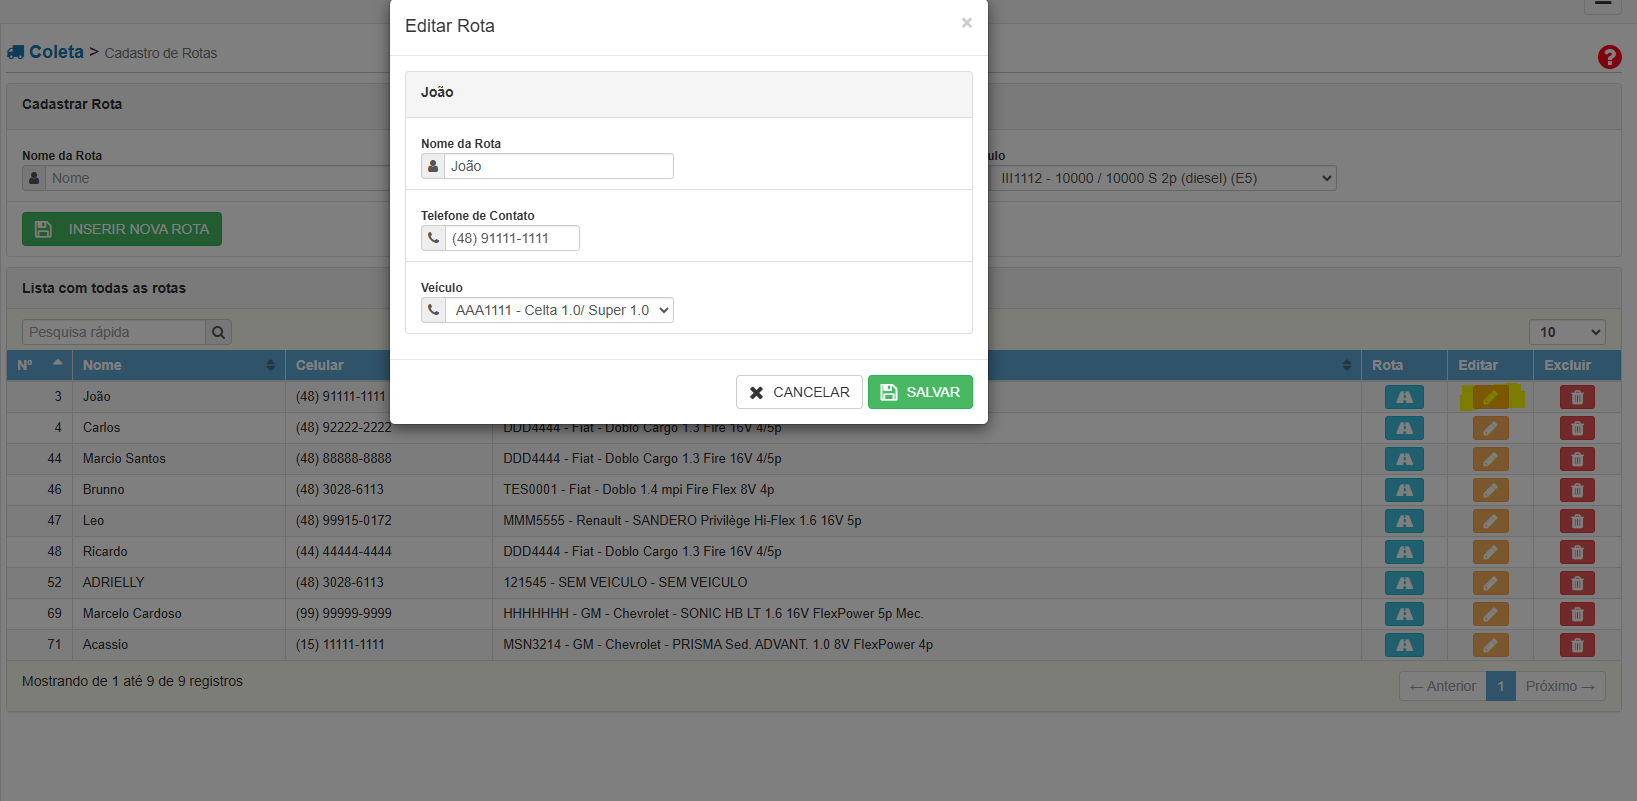 Editar Rota ×
Coleta > Cadastro de Rotas ?
João
Cadastrar Rota
Nome da Rota
João
Nome da Rota ulo
Nome III1112 - 10000 / 10000 S 2p (diesel) (E5)
Telefone de Contato
(48) 91111-1111
INSERIR NOVA ROTA
Veículo
AAA1111 - Celta 1.0/ Super 1.0
Lista com todas as rotas
Pesquisa rápida 10
Nº Nome Celular Rota Editar Excluir
CANCELAR SALVAR
3 João (48) 91111-1111
4 Carlos (48) 92222-2222 DDD4444 - Fiat - Doblo Cargo 1.3 Fire 16V 4/5p
44 Marcio Santos (48) 88888-8888 DDD4444 - Fiat - Doblo Cargo 1.3 Fire 16V 4/5p
46 Brunno (48) 3028-6113 TES0001 - Fiat - Doblo 1.4 mpi Fire Flex 8V 4p
47 Leo (48) 99915-0172 MMM5555 - Renault - SANDERO Privilège Hi-Flex 1.6 16V 5p
48 Ricardo (44) 44444-4444 DDD4444 - Fiat - Doblo Cargo 1.3 Fire 16V 4/5p
52 ADRIELLY (48) 3028-6113 121545 - SEM VEICULO - SEM VEICULO
69 Marcelo Cardoso (99) 99999-9999 HHHHHHH - GM - Chevrolet - SONIC HB LT 1.6 16V FlexPower 5p Mec.
71 Acassio (15) 11111-1111 MSN3214 - GM - Chevrolet - PRISMA Sed. ADVANT. 1.0 8V FlexPower 4p
Mostrando de 1 até 9 de 9 registros ← Anterior 1 Próximo →